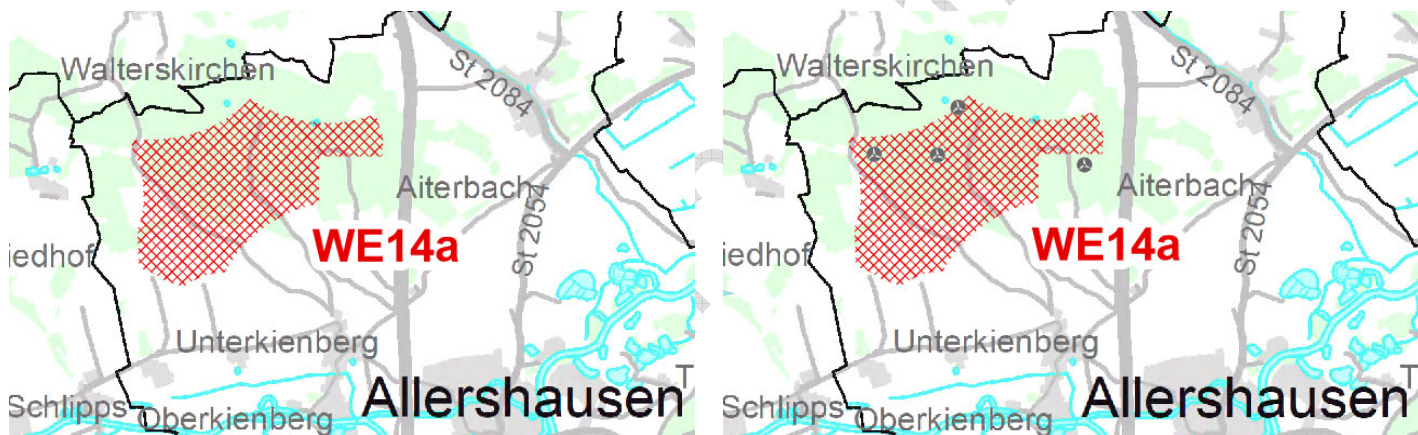 Walterskirchen
St 2084
Aiterbach
St 2054
iedhof
WE14a
Unterkienberg
Allershausen
Schlipps
Oberkienberg
Walterskirchen
St 2084
Aiterbach
St 2054
iedhof
WE14a
Unterkienberg
T
Allershausen
Schlipps
Oberkienberg